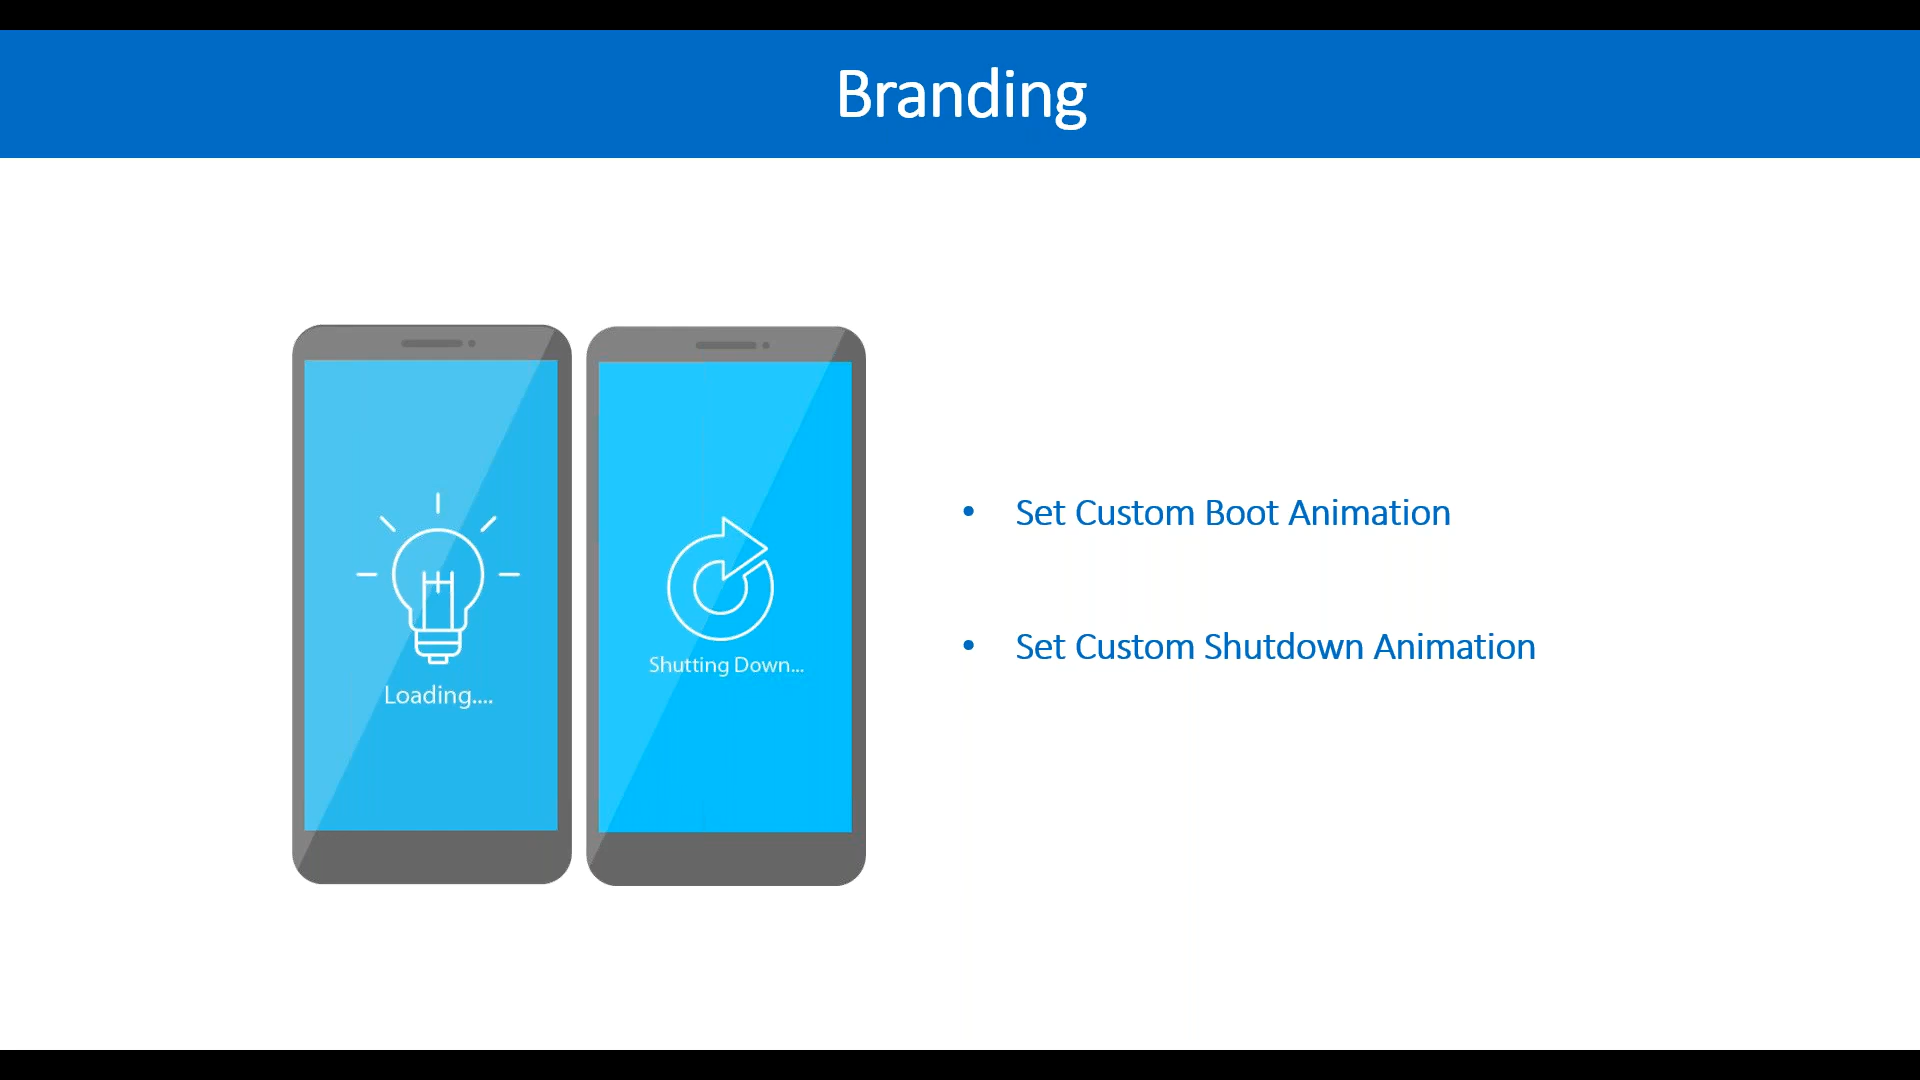 Branding
Loading....
Shutting Down...
• Set Custom Boot Animation
• Set Custom Shutdown Animation